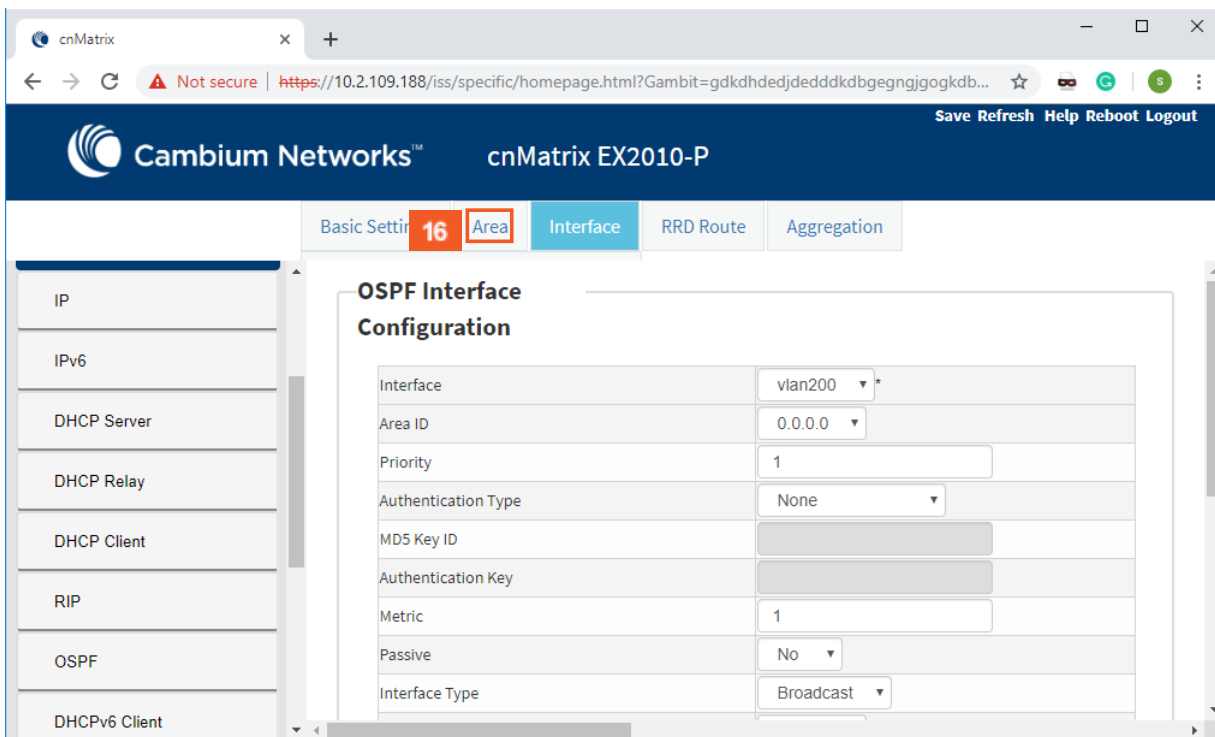 cnMatrix
Not secure | https://10.2.109.188/iss/specific/homepage.html?Gambit=gdkdhdedjdedddkdbgegngjgogkdb...
S
Save Refresh Help Reboot Logout
Cambium Networks™ cnMatrix EX2010-P
Basic Settin 16 Area Interface RRD Route Aggregation
IP
IPv6
DHCP Server
DHCP Relay
DHCP Client
RIP
OSPF
DHCPv6 Client
OSPF Interface
Configuration
Interface vlan200 *
Area ID 0.0.0.0
Priority 1
Authentication Type None
MD5 Key ID
Authentication Key
Metric 1
Passive No
Interface Type Broadcast